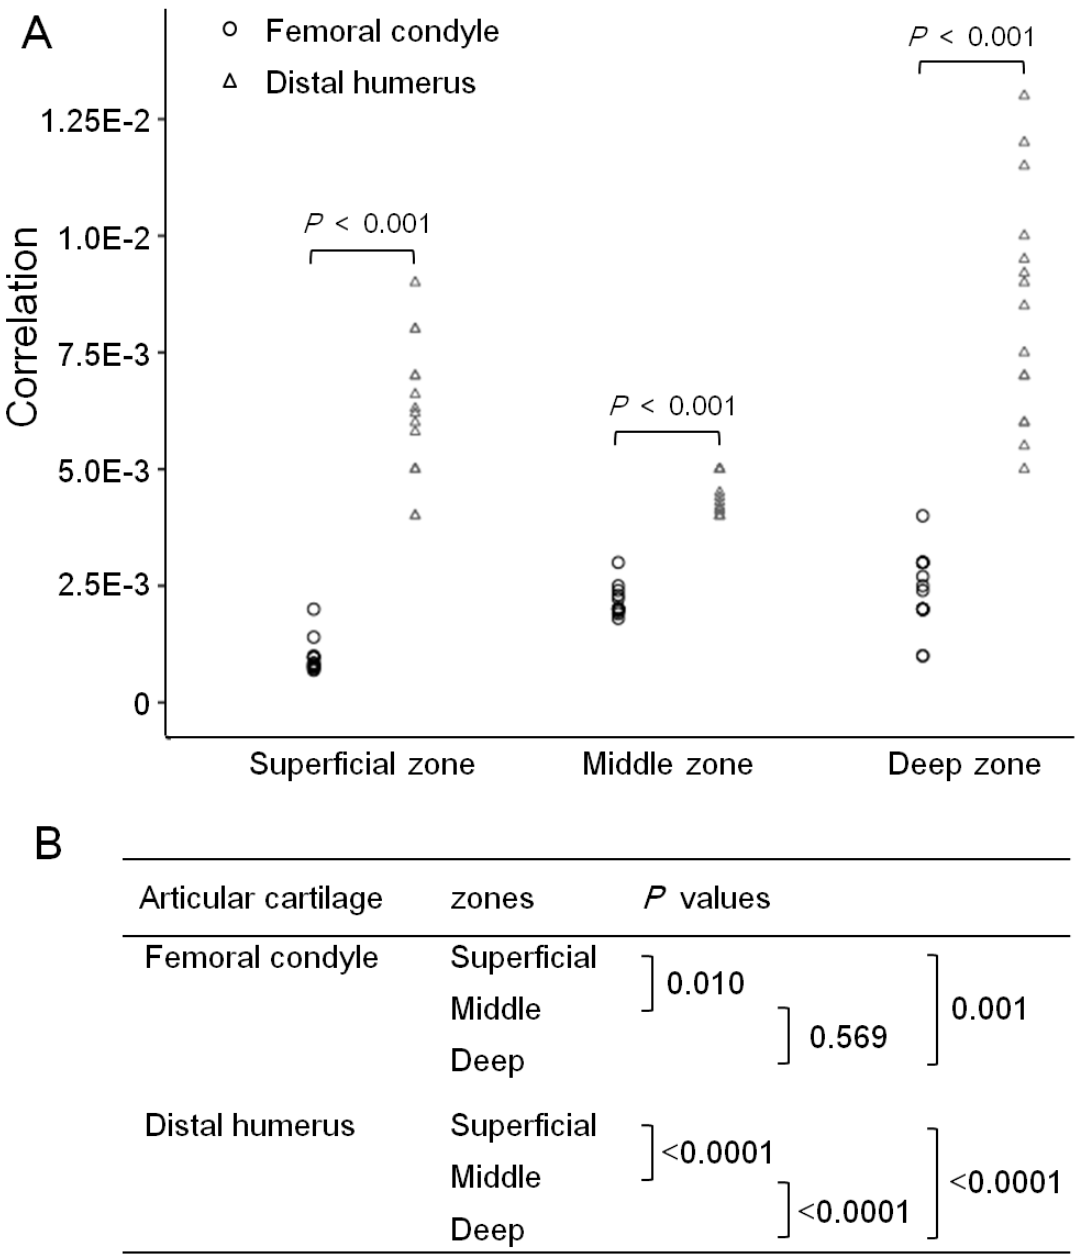 A
Femoral condyle
Distal humerus
P < 0.001
P < 0.001
P < 0.001
Correlation
1.25E-2
1.0E-2
7.5E-3
5.0E-3
2.5E-3
0
Superficial zone Middle zone Deep zone
B
Articular cartilage zones P values
Femoral condyle Superficial
0.010
Middle 0.001
0.569
Deep
Distal humerus Superficial
<0.0001
Middle <0.0001
<0.0001
Deep